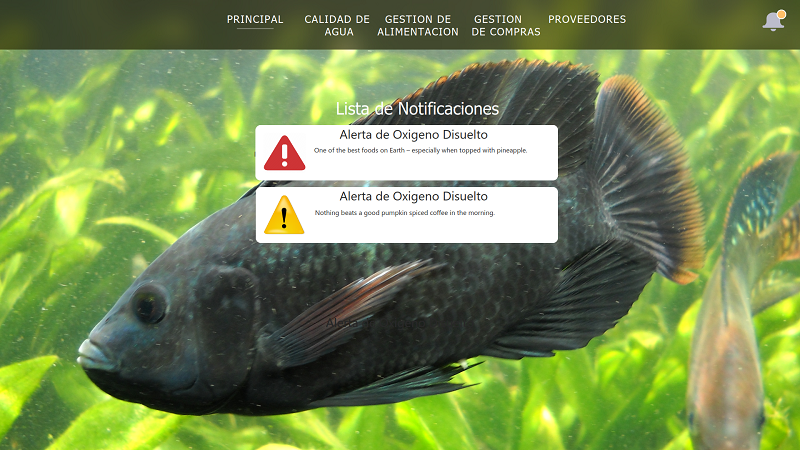 PRINCIPAL
CALIDAD DE
AGUA
GESTION DE
ALIMENTACION
GESTION
DE COMPRAS
PROVEEDORES
Lista de Notificaciones
Alerta de Oxigeno Disuelto
One of the best foods on Earth – especially when topped with pineapple.
Alerta de Oxigeno Disuelto
Nothing beats a good pumpkin spiced coffee in the morning.
Alerta